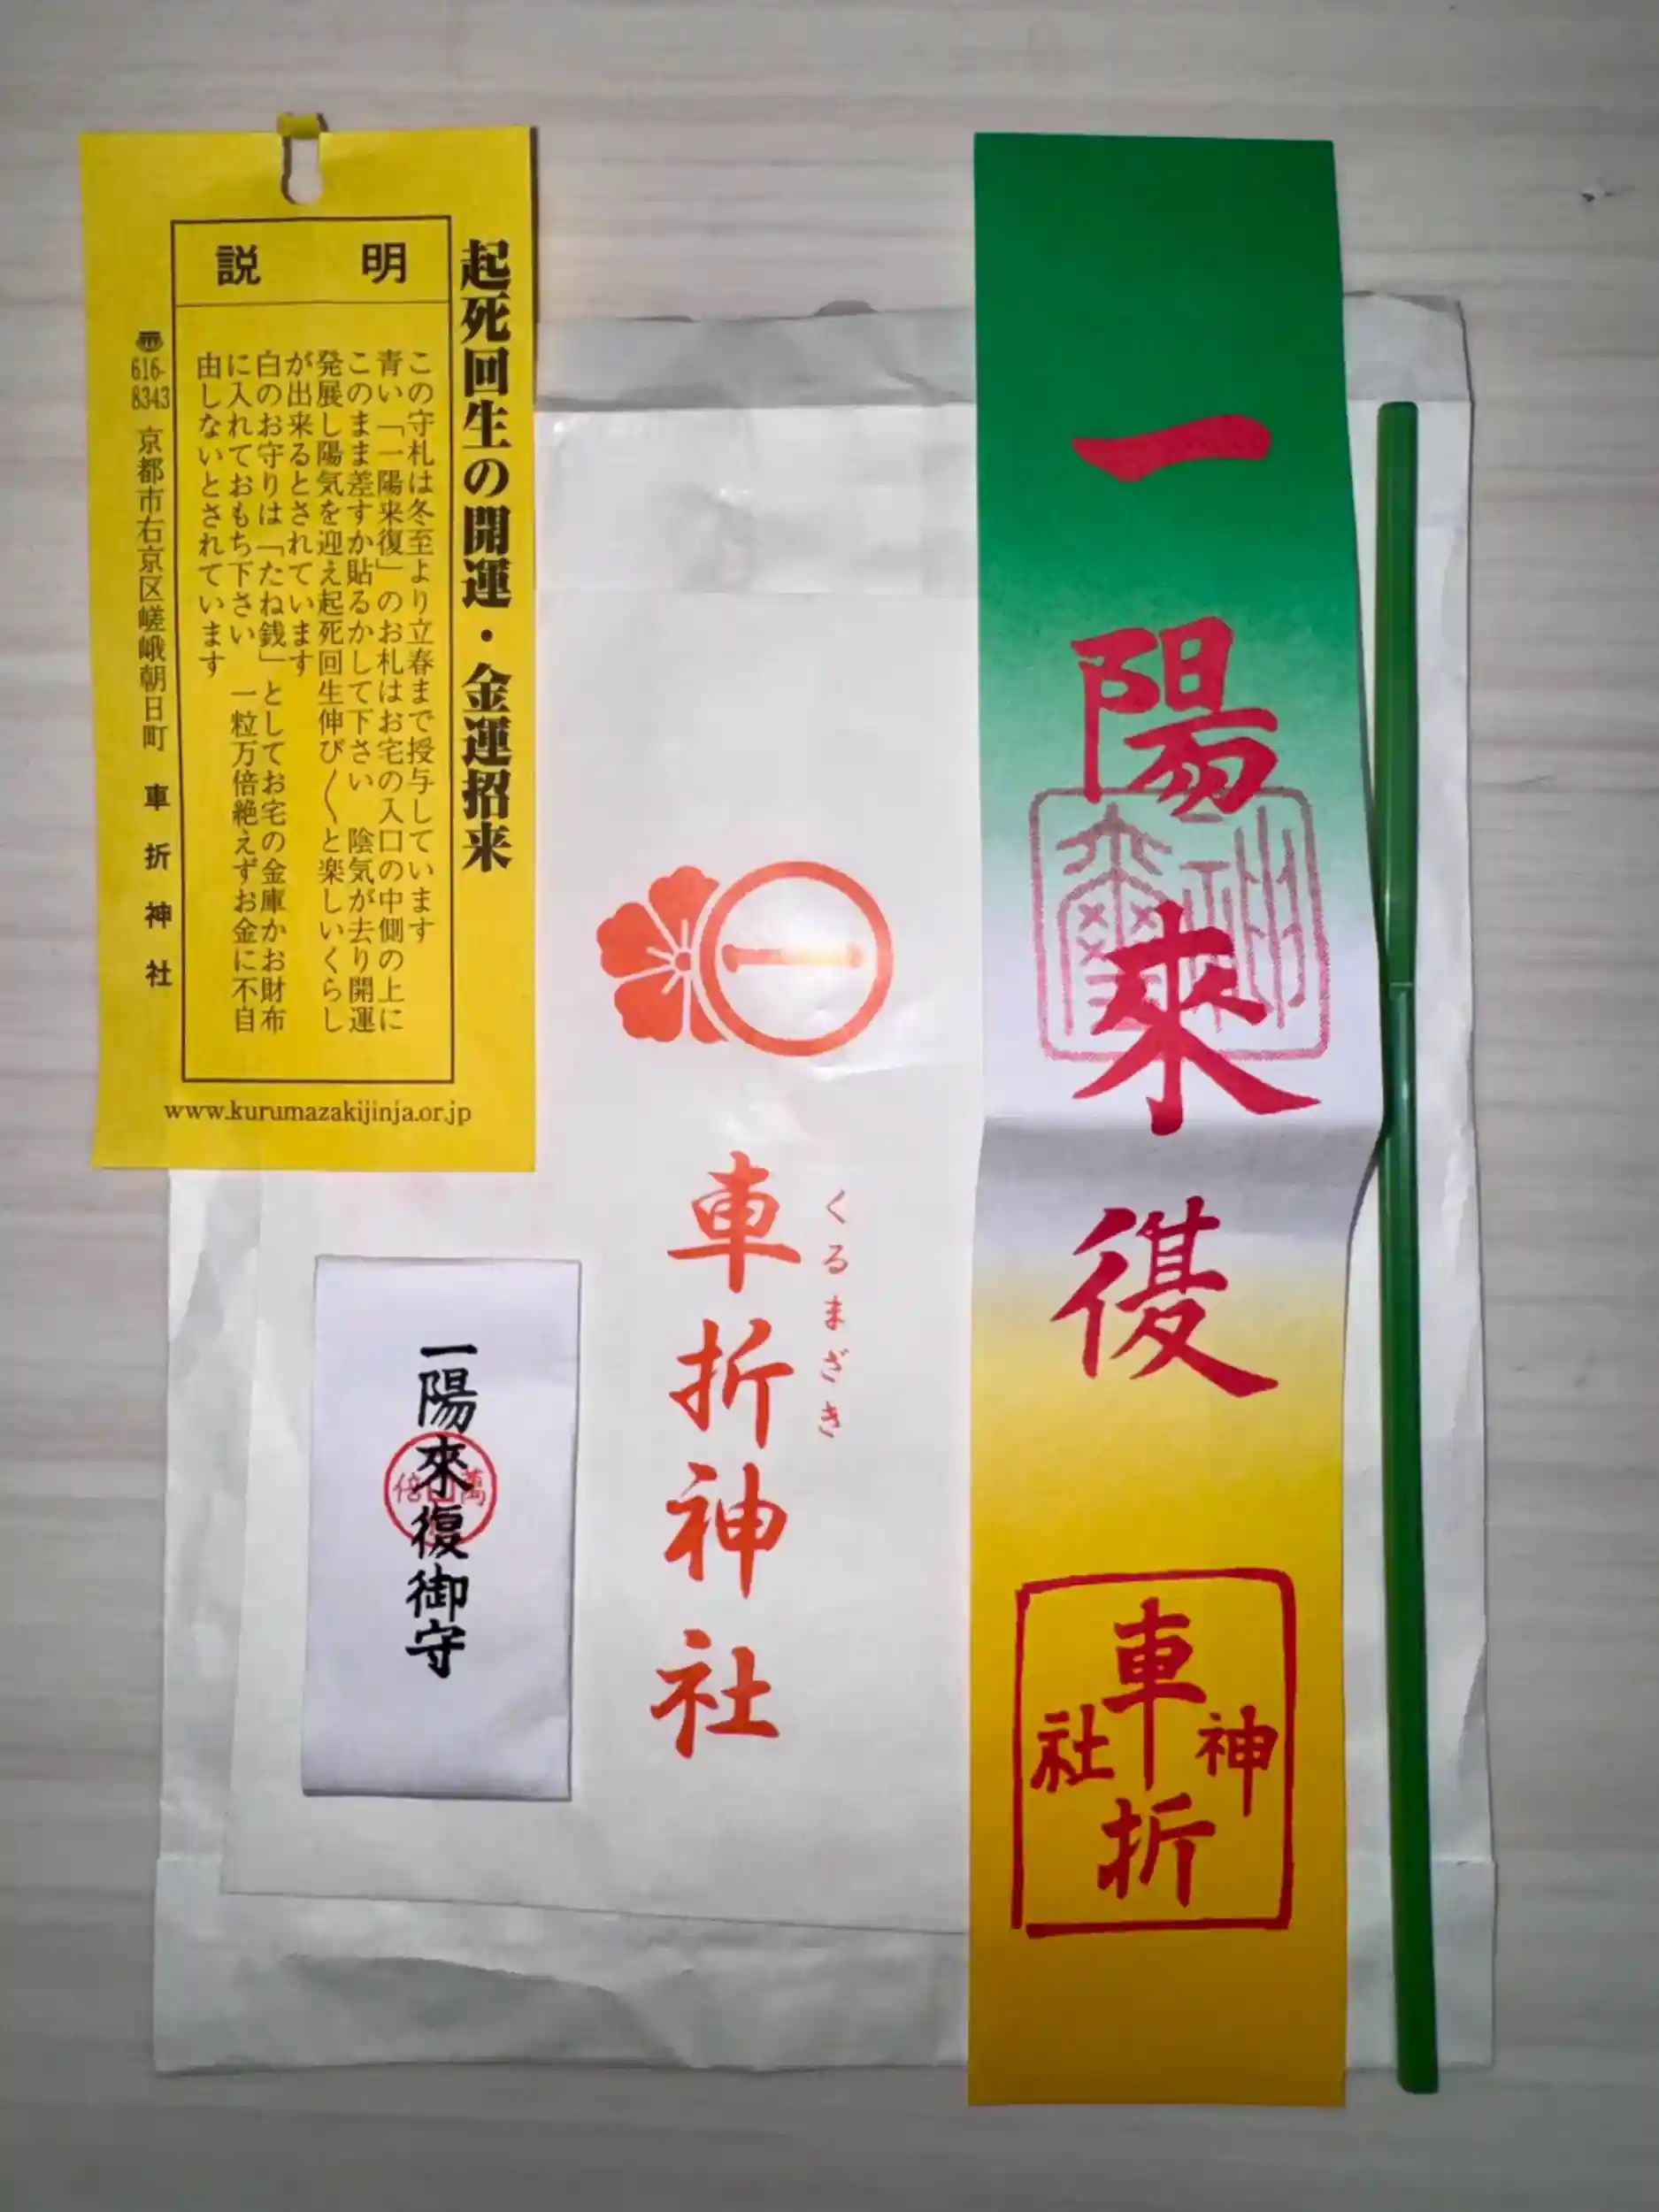 起死回生の開運・金運招来
説明
この守札は冬至より立春まで授与しています
青い「一陽来復」のお札はお宅の入口の中側の上に
このまま差すか貼るかして下さい　陰気が去り開運
発展し陽気を迎え起死回生伸び〱と楽しいくらし
が出来るとされています
白のお守りは「たね銭」としてお宅の金庫かお財布
に入れておもち下さい　一粒万倍絶えずお金に不自
由しないとされています
〠616-8343 京都市右京区嵯峨朝日町 車折神社
www.kurumazakijinja.or.jp
一陽來復御守
萬倍
車折神社
くるまざき
一陽來復
神璽
車折神社